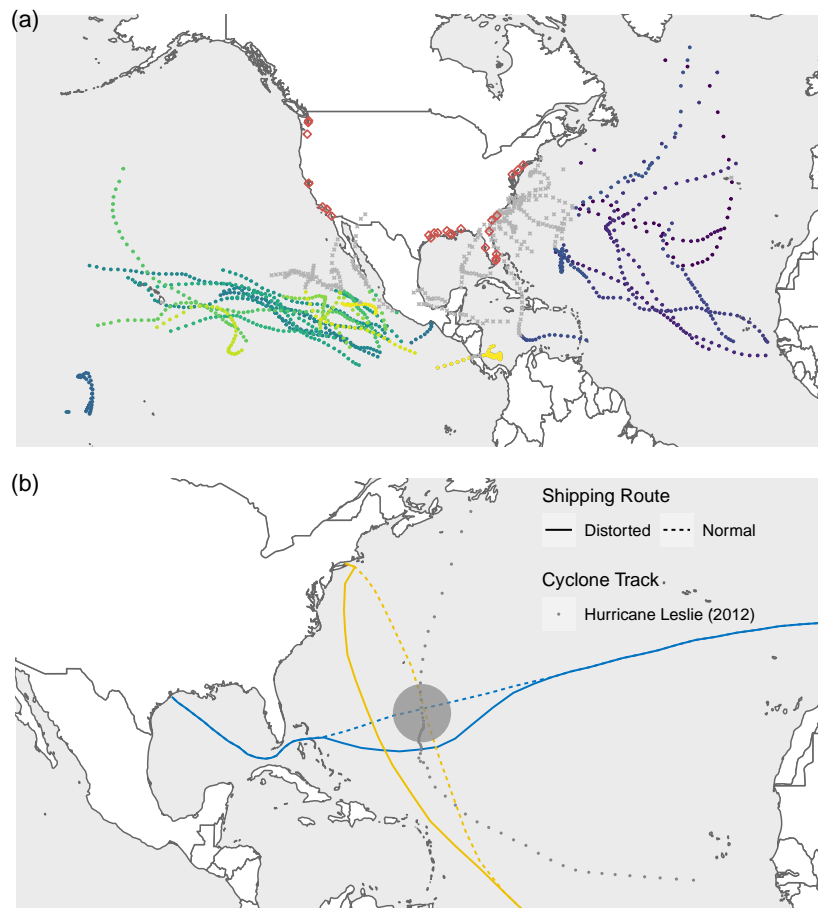 (a)
(b)
Shipping Route
Distorted Normal
Cyclone Track
Hurricane Leslie (2012)